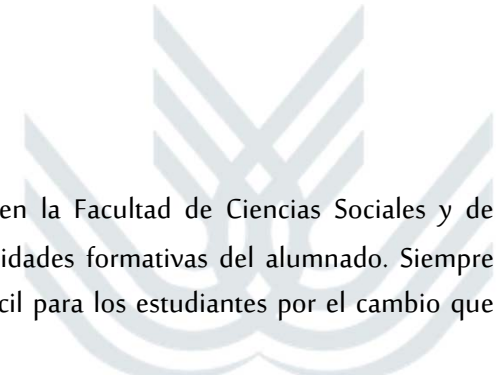 en la Facultad de Ciencias Sociales y de
idades formativas del alumnado. Siempre
cil para los estudiantes por el cambio que